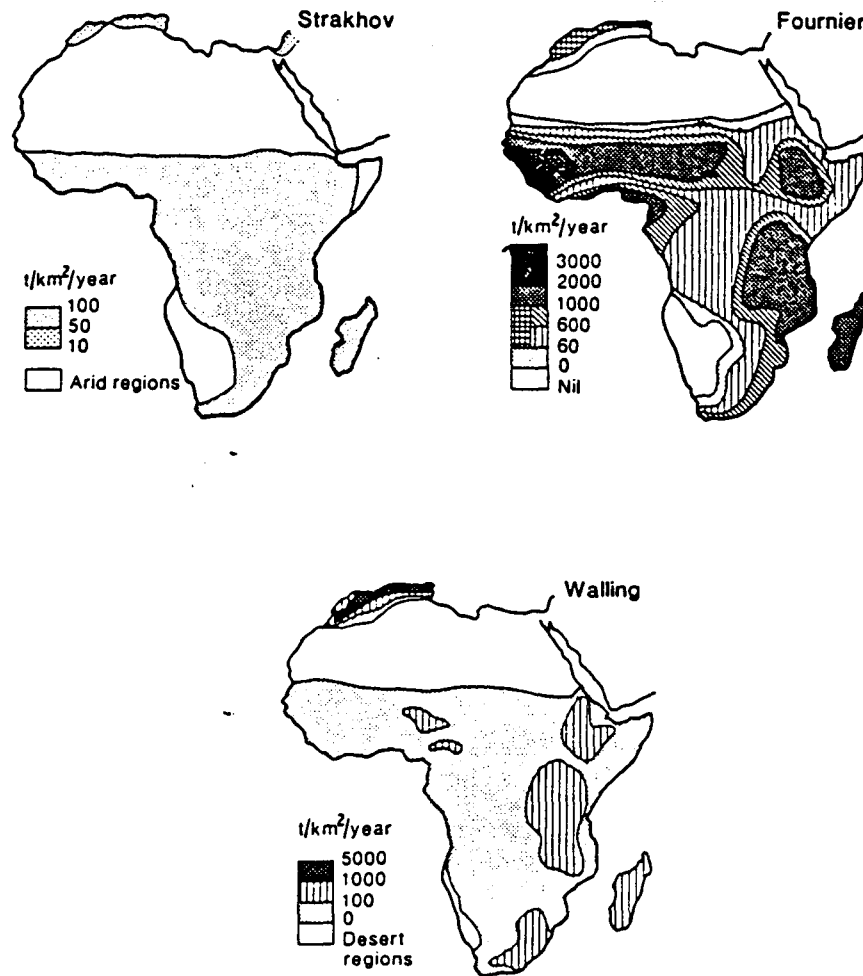 Strakhov
t/km²/year
100
50
10
Arid regions
Fournier
t/km²/year
3000
2000
1000
600
60
0
Nil
Walling
t/km²/year
5000
1000
100
0
Desert
regions